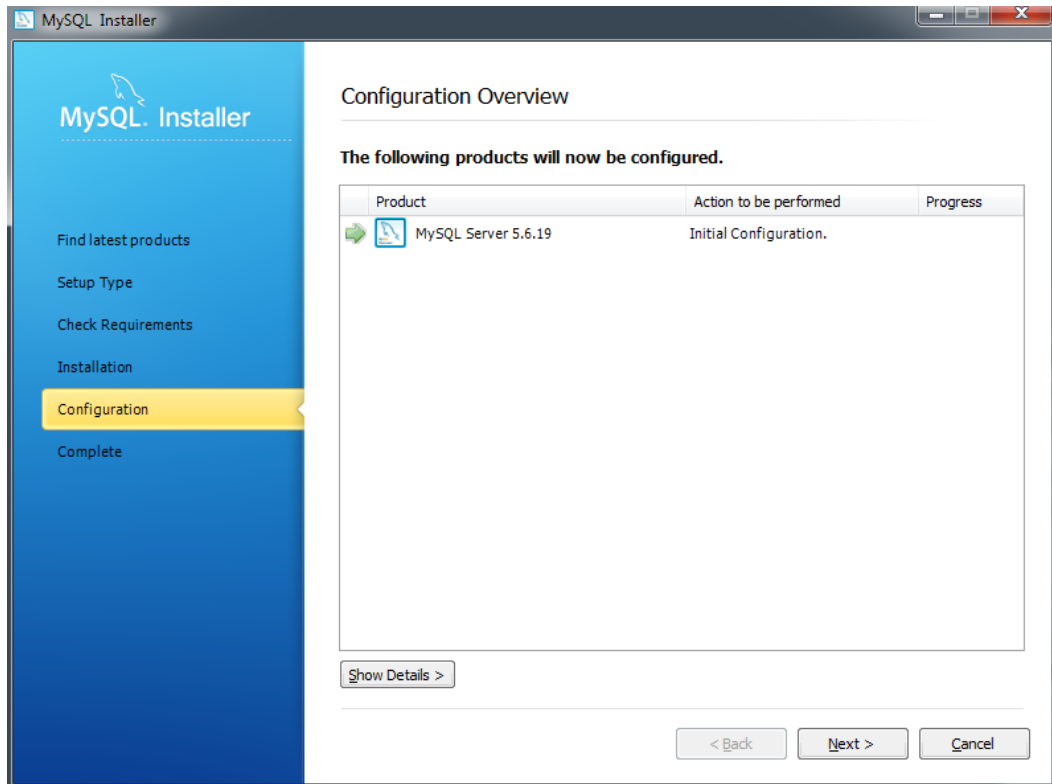 MySQL Installer
MySQL. Installer
Find latest products
Setup Type
Check Requirements
Installation
Configuration
Complete
Configuration Overview
The following products will now be configured.
Product Action to be performed Progress
MySQL Server 5.6.19 Initial Configuration.
Show Details >
< Back Next > Cancel